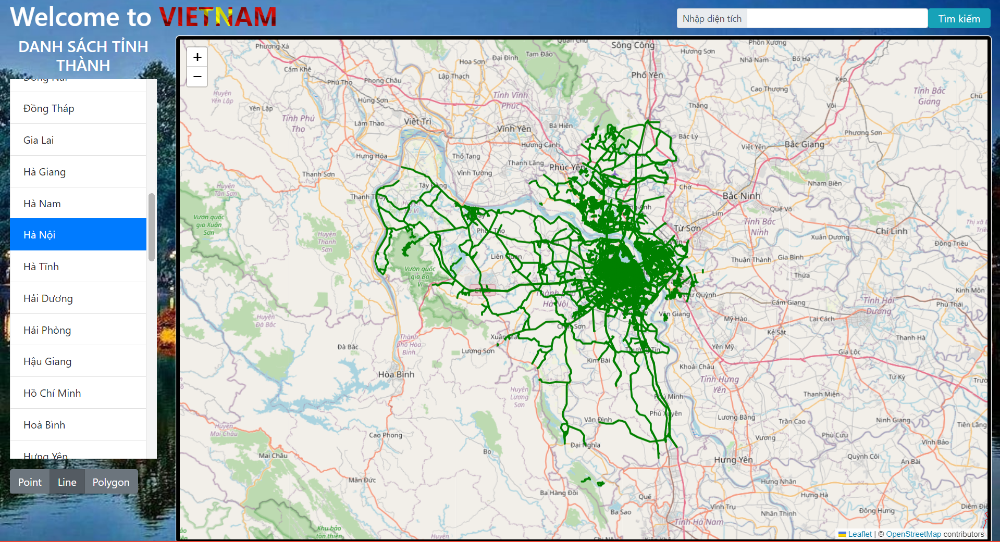 Welcome to VIETNAM
Nhập diện tích
Tìm kiếm
DANH SÁCH TỈNH
THÀNH
Đồng Tháp
Gia Lai
Hà Giang
Hà Nam
Hà Nội
Hà Tĩnh
Hải Dương
Hải Phòng
Hậu Giang
Hồ Chí Minh
Hoà Bình
Hưng Yên
Point
Line
Polygon
+
−
Phương Xá
Đại Đình
Tam Đảo
Sông Công
Hương Sơn
Phồn Xương
Nhã Nam
Bố Hạ
Cẩm Khê
Hoa Sơn
Lập Thạch
Phổ Yên
Kép
Phú Thọ
Phong Châu
Cao Thượng
Tỉnh Bắc
Giang
Chũ
Huyện
Yên Lập
Hùng Sơn
Tỉnh Vĩnh
Phúc
Yên Lập
Thắng
Vôi
Tỉnh Phú
Thọ
Lâm Thao
Việt Trì
Vĩnh Yên
Bá Hiến
Bắc Lý
Phương Sơn
Hương Canh
Việt Yên
Bắc Giang
Hưng Hóa
Thổ Tang
Thanh Lãng
Phúc Yên
Thanh Sơn
Vĩnh Tường
Huyện
Tân Sơn
Tây Đằng
Chờ
Nham Biền
Thanh Thủy
Bắc Ninh
Quế Võ
Lim
Vườn quốc
gia Xuân
Sơn
Phúc Thọ
Từ Sơn
Tỉnh Bắc
Ninh
Chí Linh
Huyện
Thanh
Sơn
Xuân Dương
Đông Triều
Liên Quan
Thuận Thành
Gia Bình
Vườn quốc
gia Ba
Vì
Thứa
Kinh Môn
Thành Phố
Hà Nội
Như Quỳnh
Cẩm Giang
Tỉnh Hải
Dương
Phú Thái
Huyện
Đà Bắc
Văn Giang
Mỹ Hào
Lai Cách
Chúc Sơn
Kẻ Sặt
Thanh Hà
Thành
phố Hòa
Bình
Xuân Mai
Đà Bắc
Lương Sơn
Thường Tín
Yên Mỹ
Gia Lộc
Kim Bài
Khoái Châu
Hòa Bình
Tỉnh Hưng
Yên
Tứ Kỳ
Huyện
Lương
Sơn
Thanh Miện
Phú Minh
Phú Xuyên
Vân Đình
Lương Bằng
Trần Cao
Ninh Giang
Tiên Lãng
Huyện
Mai Châu
Cao Phong
Vương
Phù Cừ
Vĩnh Bảo
Đại Nghĩa
Bo
Mai Châu
Hưng Yên
Quỳnh Côi
An Bài
Mãn Đức
Hưng Nhân
Ba Hàng Đồi
Quế
Hưng Hà
Vĩnh Trụ
Ba Sao
Nhân Thịnh
Đông Hưng
Tỉnh Hà Nam
Khu bảo
tồn thiên
Huyện
Leaflet | © OpenStreetMap contributors